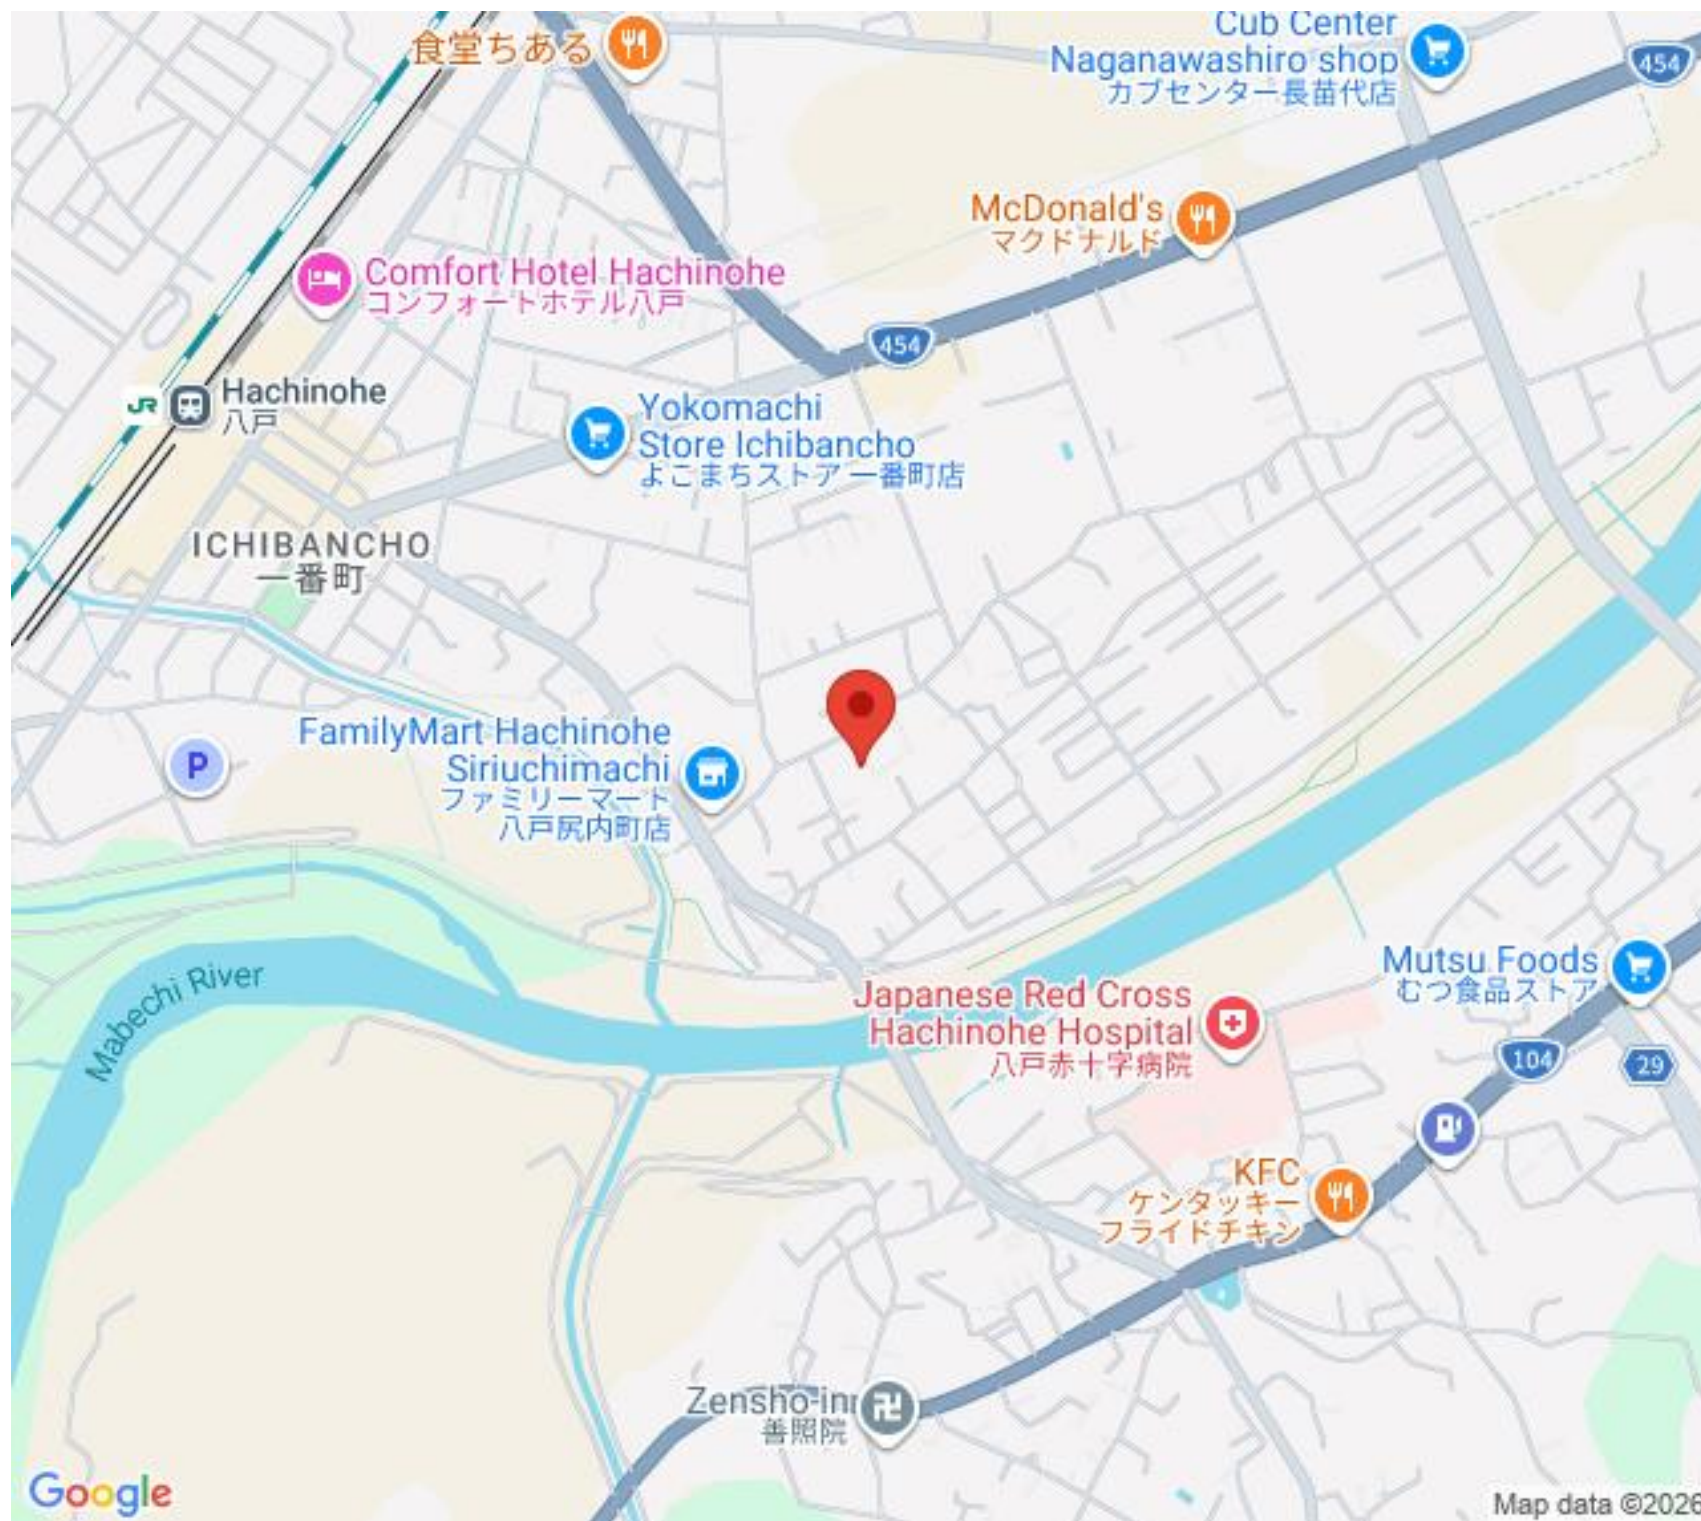 食堂ちある
Cub Center
Naganawashiro shop
カブセンター長苗代店
454
McDonald's
マクドナルド
Comfort Hotel Hachinohe
コンフォートホテル八戸
454
JR
Hachinohe
八戸
Yokomachi
Store Ichibancho
よこまちストア 一番町店
ICHIBANCHO
一番町
FamilyMart Hachinohe
Siriuchimachi
ファミリーマート
八戸尻内町店
P
Mabechi River
Japanese Red Cross
Hachinohe Hospital
八戸赤十字病院
Mutsu Foods
むつ食品ストア
104
29
KFC
ケンタッキー
フライドチキン
Zensho-inn
善照院
Google
Map data ©2026